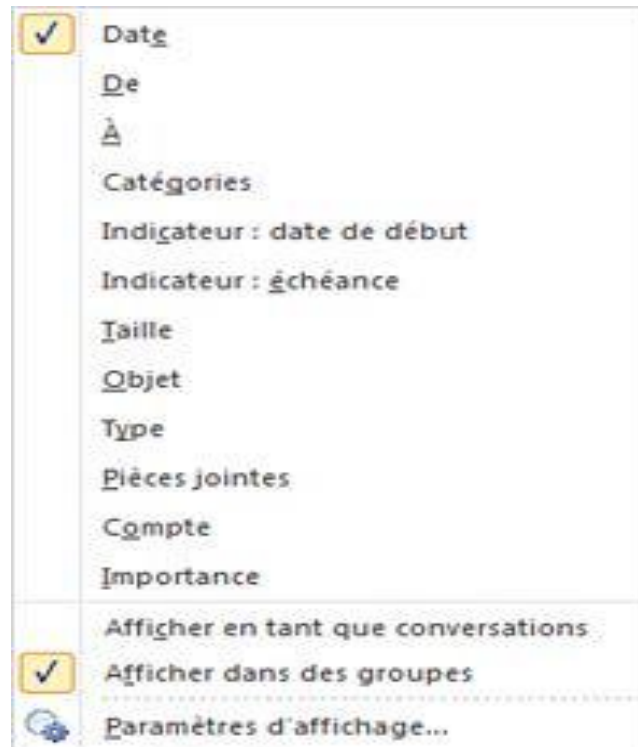 Date
De
À
Catégories
Indicateur : date de début
Indicateur : échéance
Taille
Objet
Type
Pièces jointes
Compte
Importance
Afficher en tant que conversations
Afficher dans des groupes
Paramètres d'affichage...